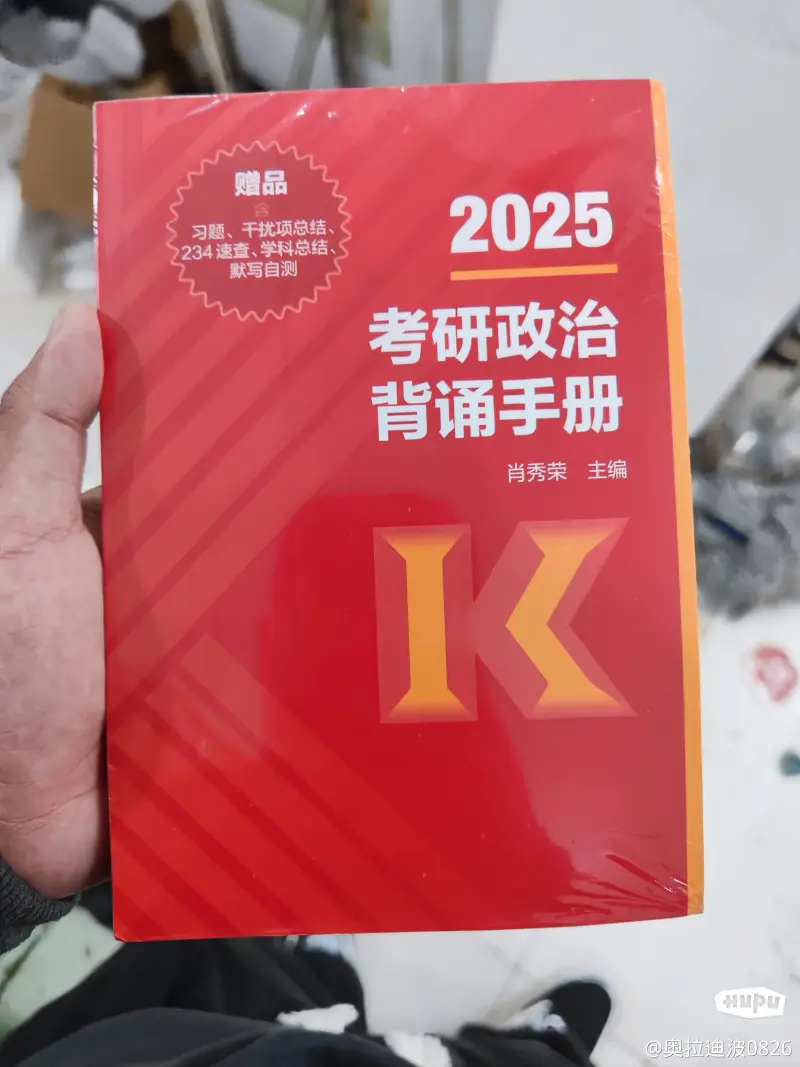 赠品
含
习题、干扰项总结、
234速查、学科总结、
默写自测
2025
考研政治
背诵手册
肖秀荣 主编
K
HUPU
@奥拉迪波0826